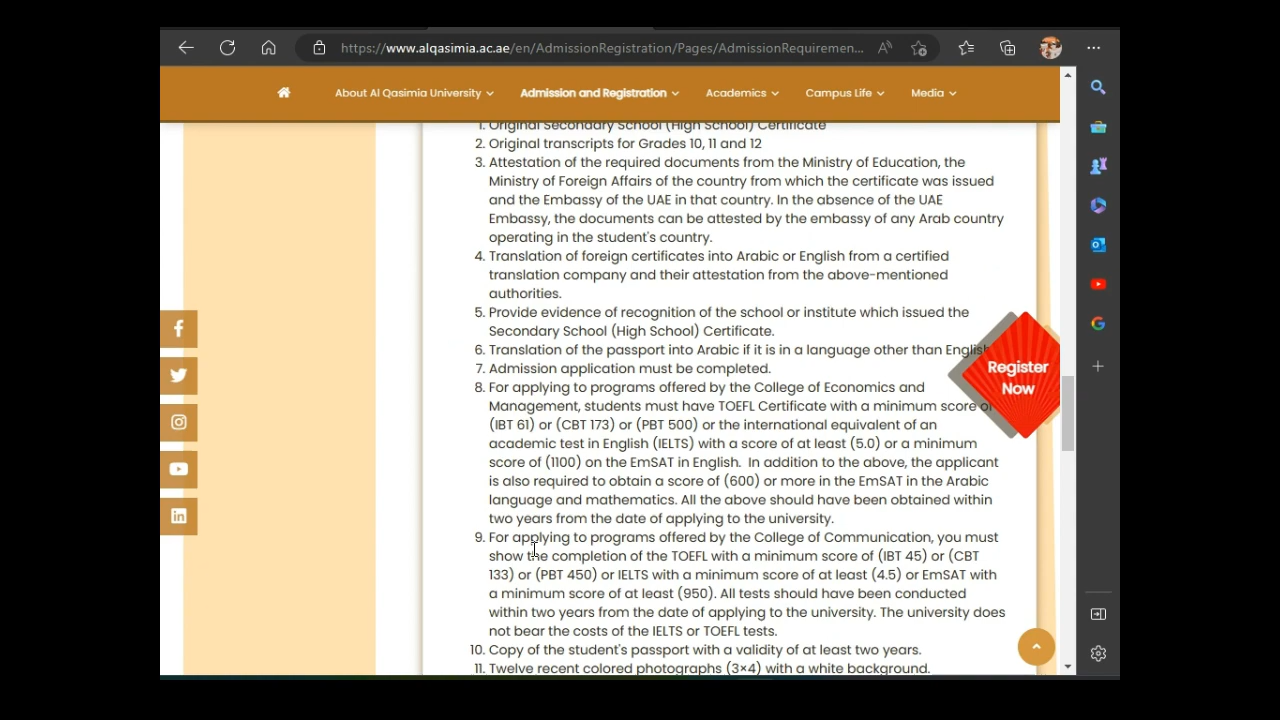 https://www.alqasimia.ac.ae/en/AdmissionRegistration/Pages/AdmissionRequiremen...
About Al Qasimia University
Admission and Registration
Academics
Campus Life
Media
1. Original Secondary School (High School) Certificate
2. Original transcripts for Grades 10, 11 and 12
3. Attestation of the required documents from the Ministry of Education, the
Ministry of Foreign Affairs of the country from which the certificate was issued
and the Embassy of the UAE in that country. In the absence of the UAE
Embassy, the documents can be attested by the embassy of any Arab country
operating in the student's country.
4. Translation of foreign certificates into Arabic or English from a certified
translation company and their attestation from the above-mentioned
authorities.
5. Provide evidence of recognition of the school or institute which issued the
Secondary School (High School) Certificate.
6. Translation of the passport into Arabic if it is in a language other than English
7. Admission application must be completed.
8. For applying to programs offered by the College of Economics and
Management, students must have TOEFL Certificate with a minimum score of
(IBT 61) or (CBT 173) or (PBT 500) or the international equivalent of an
academic test in English (IELTS) with a score of at least (5.0) or a minimum
score of (1100) on the EmSAT in English. In addition to the above, the applicant
is also required to obtain a score of (600) or more in the EmSAT in the Arabic
language and mathematics. All the above should have been obtained within
two years from the date of applying to the university.
9. For applying to programs offered by the College of Communication, you must
show the completion of the TOEFL with a minimum score of (IBT 45) or (CBT
133) or (PBT 450) or IELTS with a minimum score of at least (4.5) or EmSAT with
a minimum score of at least (950). All tests should have been conducted
within two years from the date of applying to the university. The university does
not bear the costs of the IELTS or TOEFL tests.
10. Copy of the student's passport with a validity of at least two years.
11. Twelve recent colored photographs (3×4) with a white background.
Register
Now